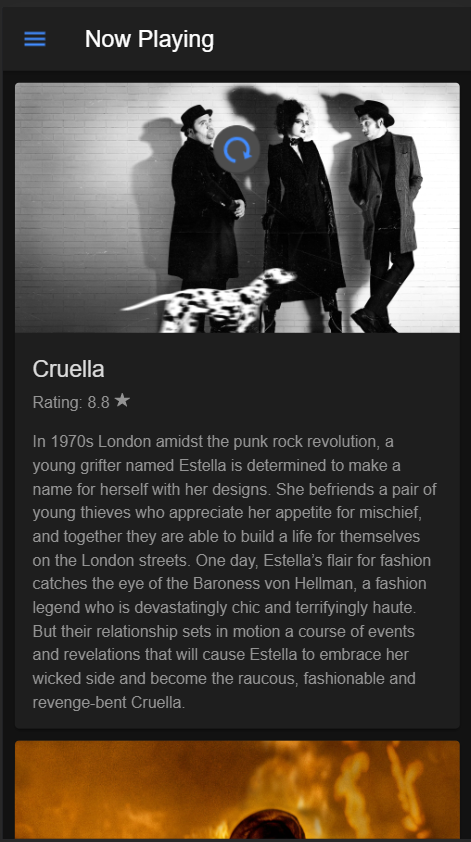 Now Playing
Cruella
Rating: 8.8 ★
In 1970s London amidst the punk rock revolution, a
young grifter named Estella is determined to make a
name for herself with her designs. She befriends a pair of
young thieves who appreciate her appetite for mischief,
and together they are able to build a life for themselves
on the London streets. One day, Estella’s flair for fashion
catches the eye of the Baroness von Hellman, a fashion
legend who is devastatingly chic and terrifyingly haute.
But their relationship sets in motion a course of events
and revelations that will cause Estella to embrace her
wicked side and become the raucous, fashionable and
revenge-bent Cruella.